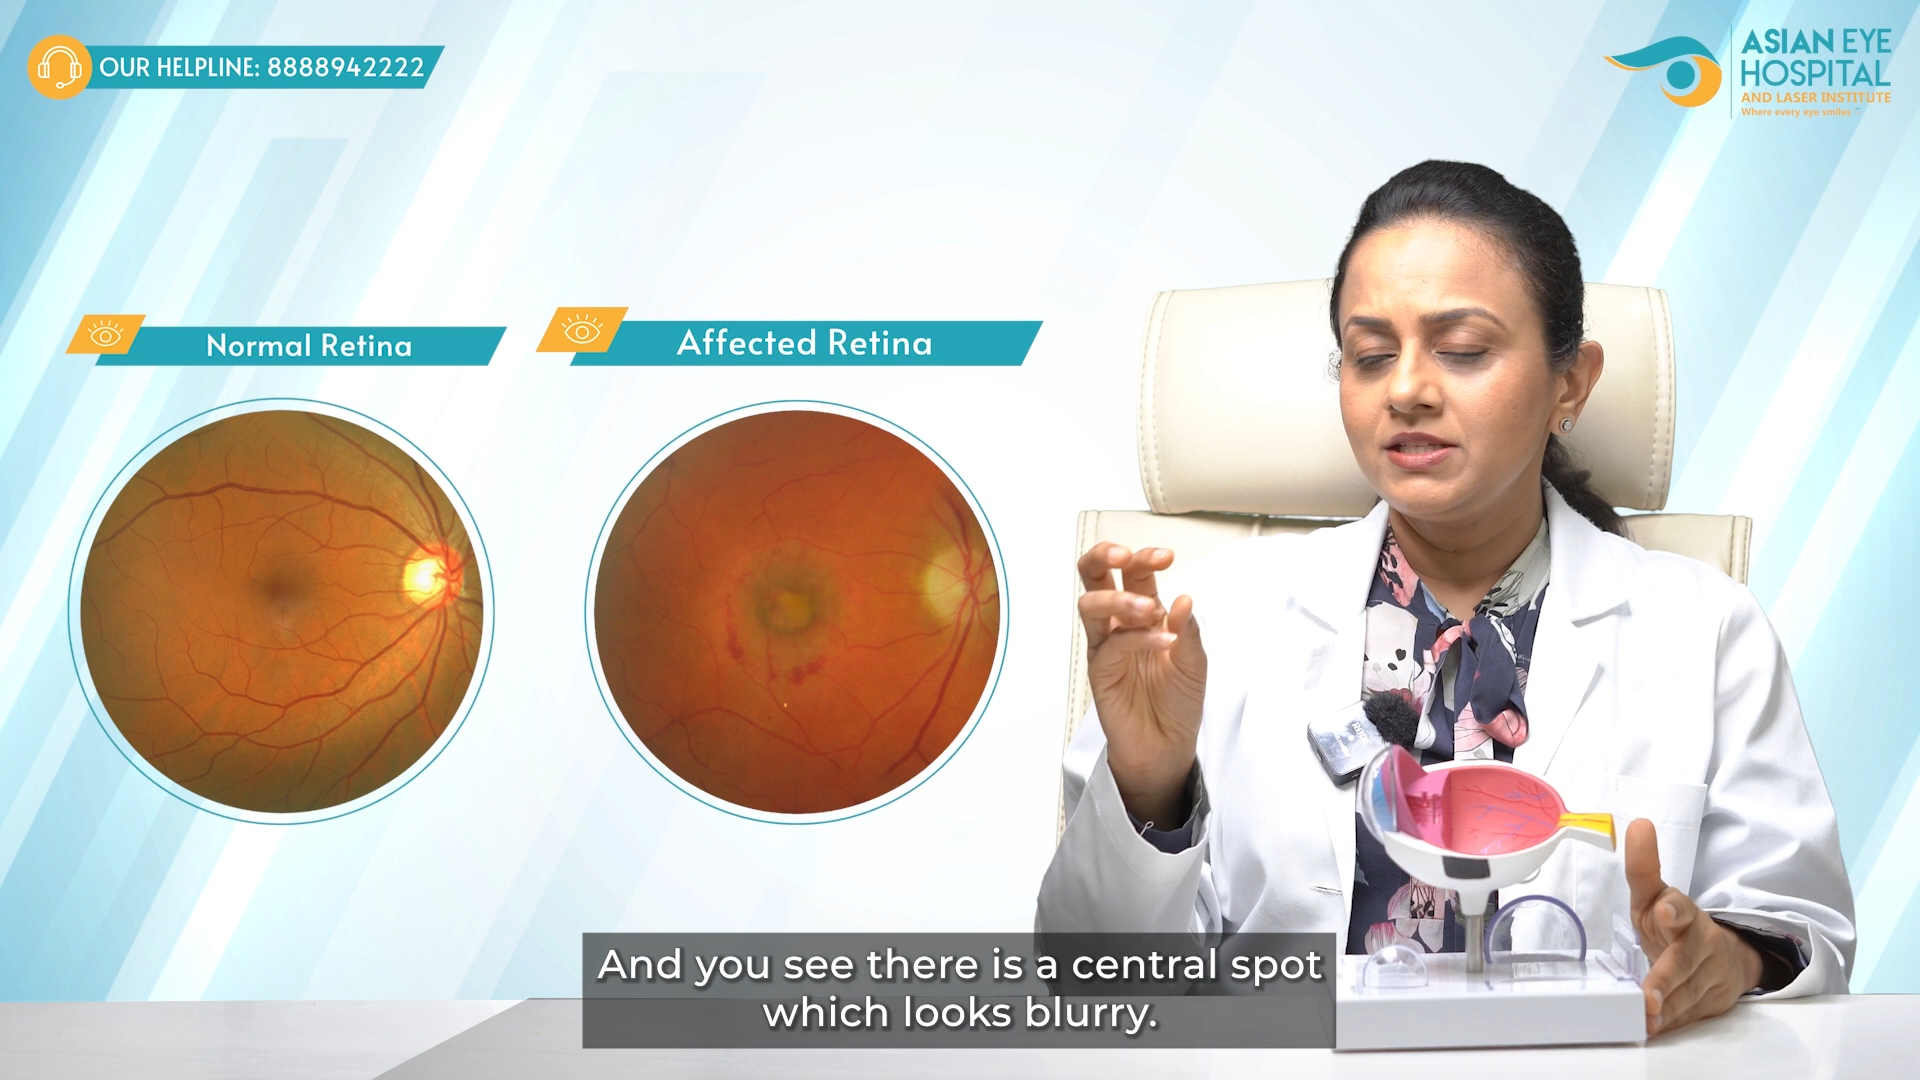 OUR HELPLINE: 8888942222
ASIAN EYE
HOSPITAL
AND LASER INSTITUTE
Where every eye smiles
Normal Retina
Affected Retina
And you see there is a central spot
which looks blurry.